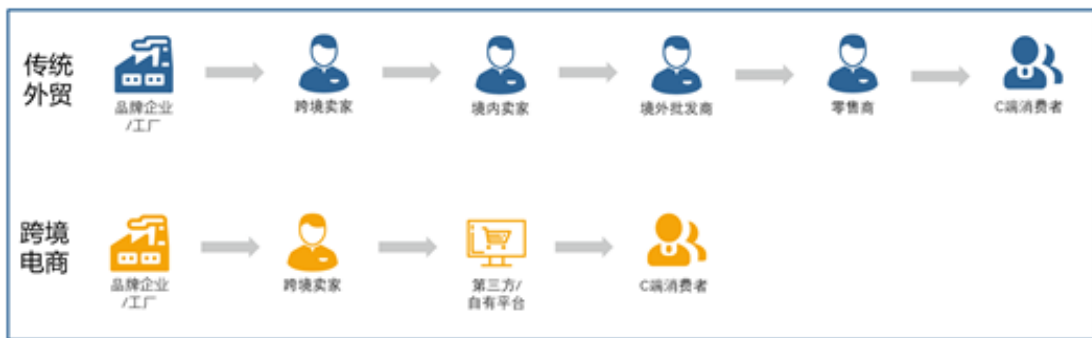 传统
外贸
品牌企业
/工厂
跨境卖家
境内卖家
境外批发商
零售商
C端消费者
跨境
电商
品牌企业
/工厂
跨境卖家
第三方/
自有平台
C端消费者